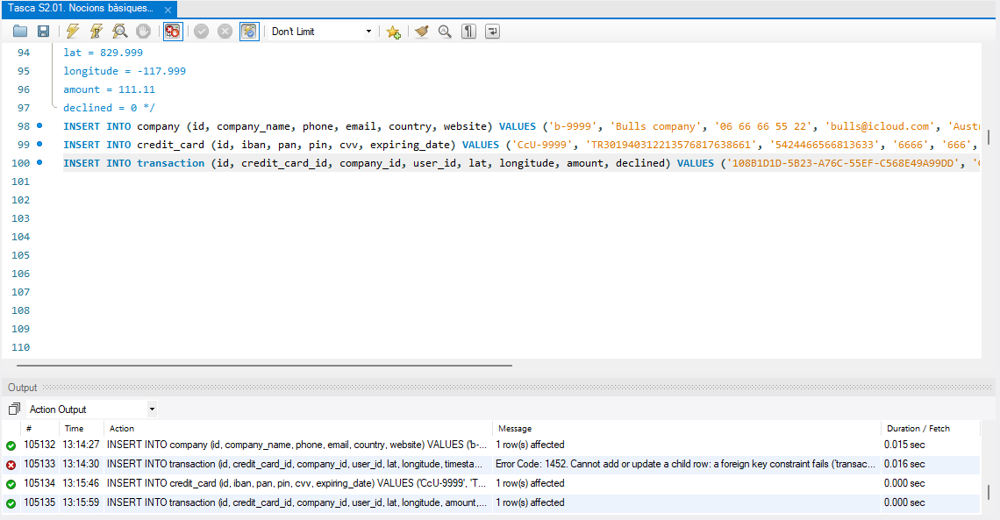 Tasca S2.01. Nocions bàsiques...
Don't Limit
94 lat = 829.999
95 longitude = -117.999
96 amount = 111.11
97 declined = 0 */
98 INSERT INTO company (id, company_name, phone, email, country, website) VALUES ('b-9999', 'Bulls company', '06 66 66 55 22', 'bulls@icloud.com', 'Aust
99 INSERT INTO credit_card (id, iban, pan, pin, cvv, expiring_date) VALUES ('CcU-9999', 'TR301940312213576817638661', '5424466566813633', '6666', '666',
100 INSERT INTO transaction (id, credit_card_id, company_id, user_id, lat, longitude, amount, declined) VALUES ('108B1D1D-5B23-A76C-55EF-C568E49A99DD', '
101
102
103
104
105
106
107
108
109
110
Output
Action Output
# Time Action Message Duration / Fetch
105132 13:14:27 INSERT INTO company (id, company_name, phone, email, country, website) VALUES ('b-... 1 row(s) affected 0.015 sec
105133 13:14:30 INSERT INTO transaction (id, credit_card_id, company_id, user_id, lat, longitude, timesta... Error Code: 1452. Cannot add or update a child row: a foreign key constraint fails (`transac... 0.016 sec
105134 13:15:46 INSERT INTO credit_card (id, iban, pan, pin, cvv, expiring_date) VALUES ('CcU-9999', 'T... 1 row(s) affected 0.000 sec
105135 13:15:59 INSERT INTO transaction (id, credit_card_id, company_id, user_id, lat, longitude, amount,... 1 row(s) affected 0.000 sec